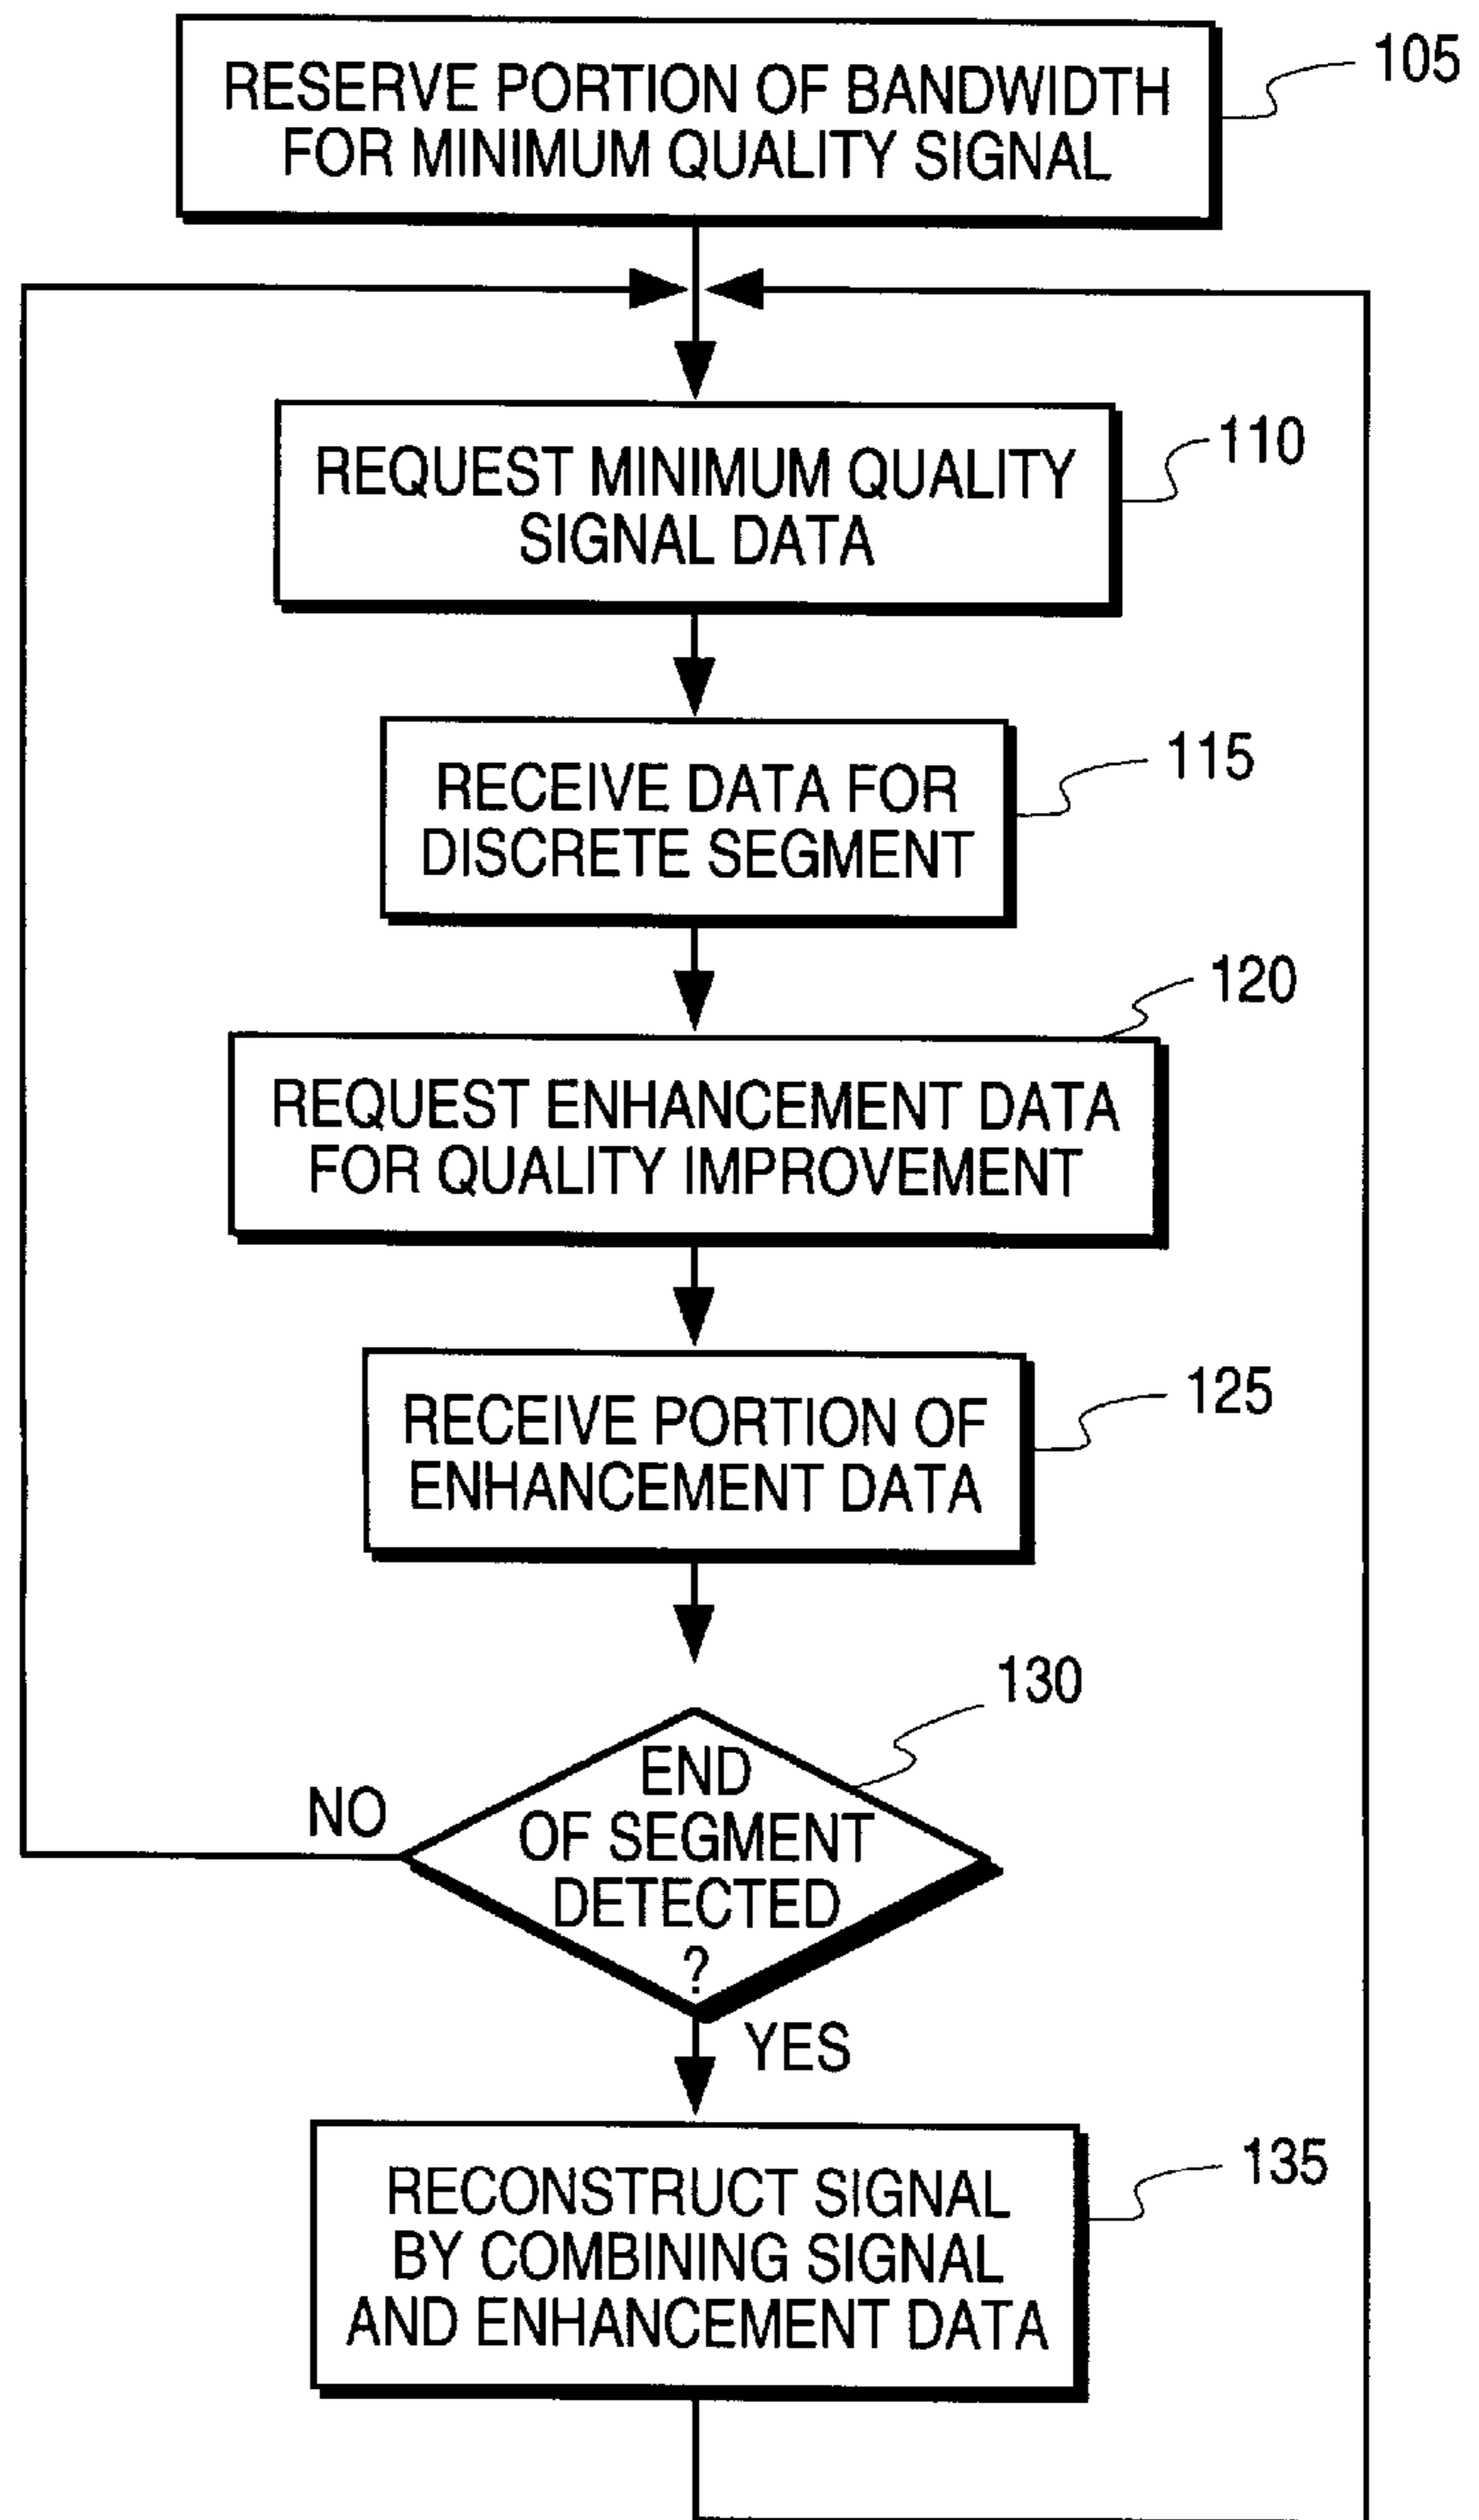 RESERVE PORTION OF BANDWIDTH
FOR MINIMUM QUALITY SIGNAL
105
REQUEST MINIMUM QUALITY
SIGNAL DATA
110
RECEIVE DATA FOR
DISCRETE SEGMENT
115
120
REQUEST ENHANCEMENT DATA
FOR QUALITY IMPROVEMENT
RECEIVE PORTION OF
ENHANCEMENT DATA
125
130
END
OF SEGMENT
DETECTED
?
NO
YES
RECONSTRUCT SIGNAL
BY COMBINING SIGNAL
AND ENHANCEMENT DATA
135